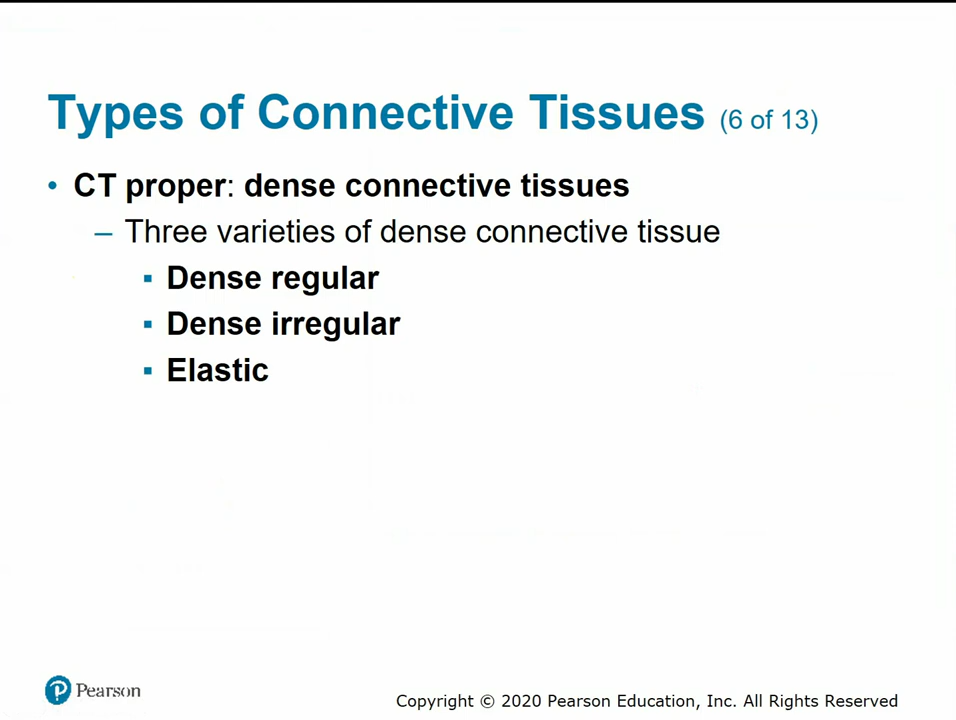 Types of Connective Tissues (6 of 13)
• CT proper: dense connective tissues
– Three varieties of dense connective tissue
▪ Dense regular
▪ Dense irregular
▪ Elastic
Pearson
Copyright © 2020 Pearson Education, Inc. All Rights Reserved